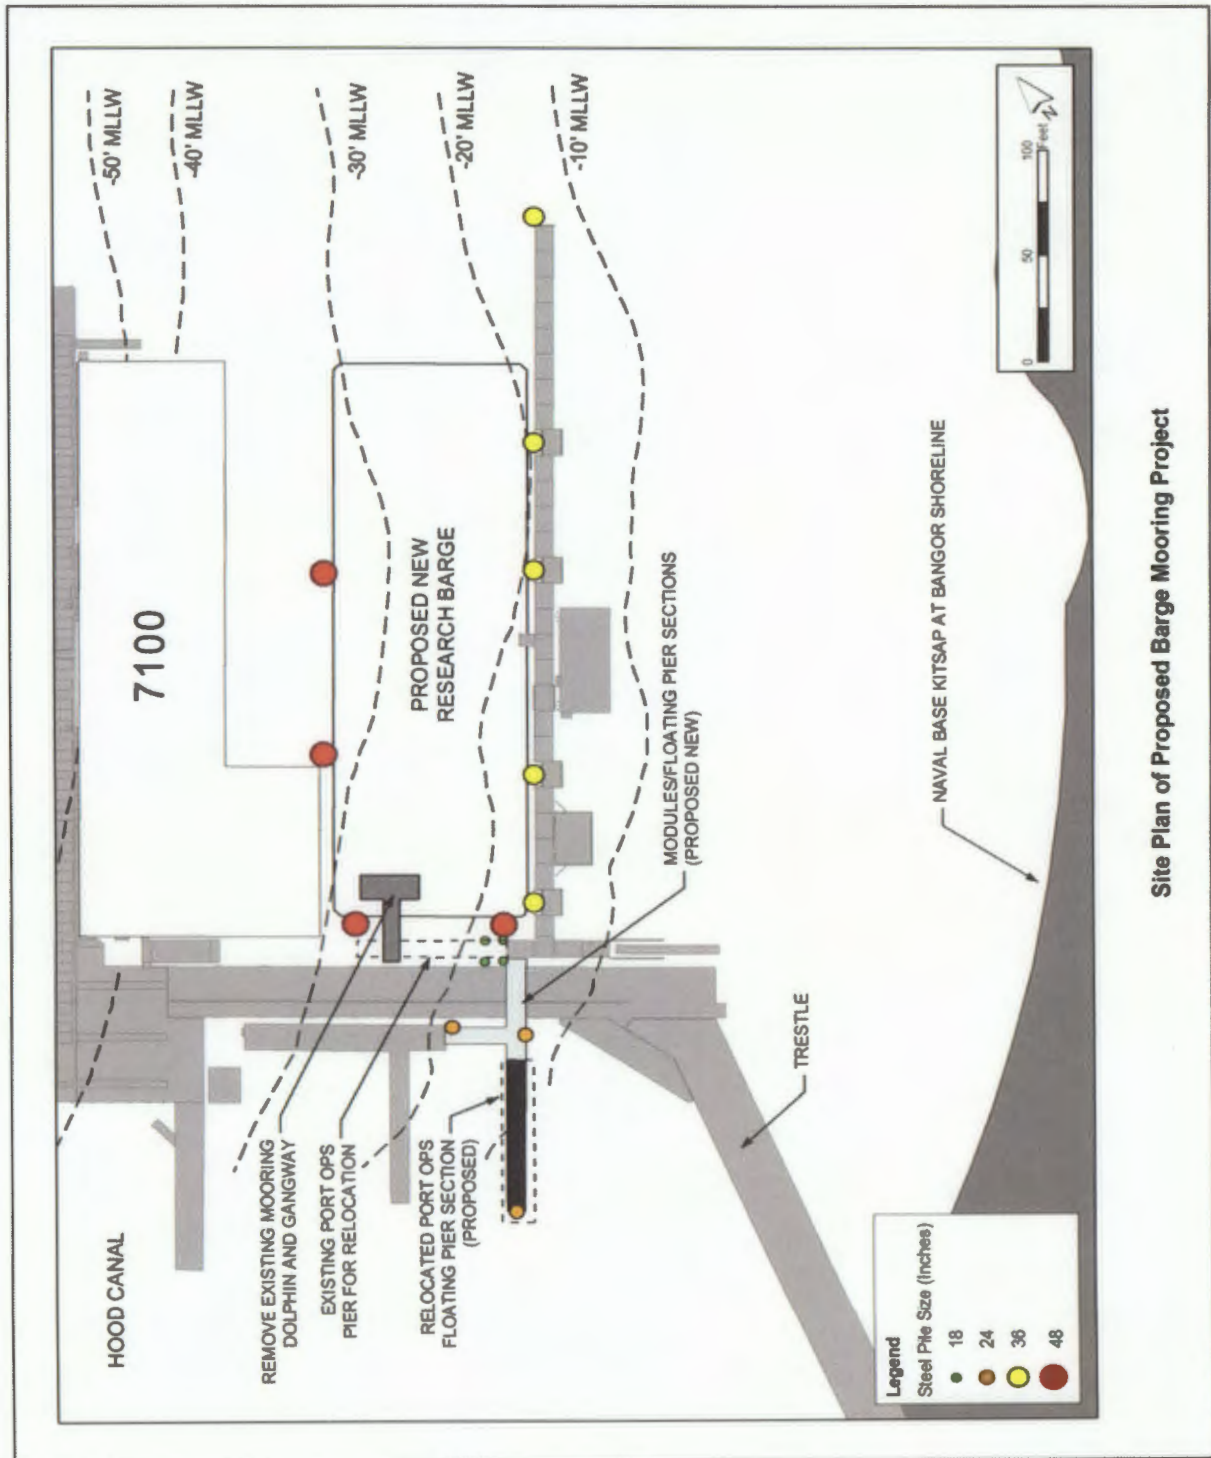 -50' MLLW
-40' MLLW
-30' MLLW
-20' MLLW
-10' MLLW
7100
PROPOSED NEW
RESEARCH BARGE
HOOD CANAL
REMOVE EXISTING MOORING
DOLPHIN AND GANGWAY
EXISTING PORT OPS
PIER FOR RELOCATION
RELOCATED PORT OPS
FLOATING PIER SECTION
(PROPOSED)
MODULES/FLOATING PIER SECTIONS
(PROPOSED NEW)
TRESTLE
NAVAL BASE KITSAP AT BANGOR SHORELINE
Legend
Steel Pile Size (Inches)
18
24
36
48
0 50 100
Feet
N
Site Plan of Proposed Barge Mooring Project